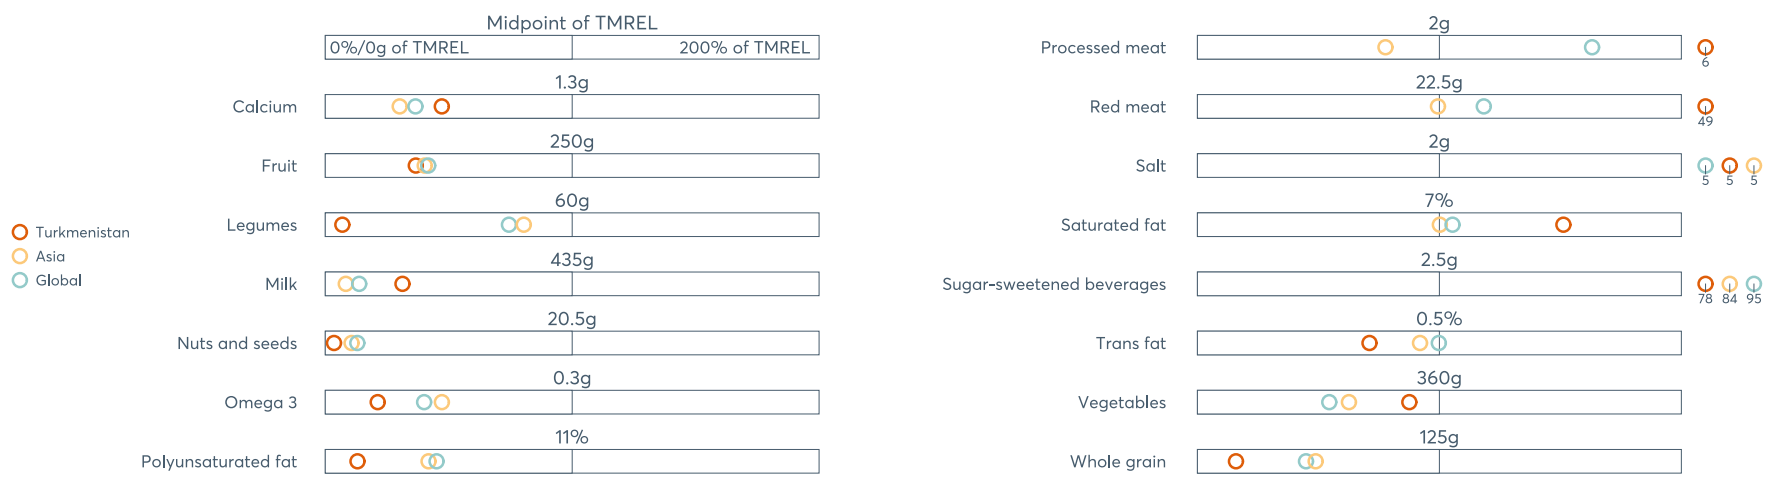 Midpoint of TMREL
0%/0g of TMREL 200% of TMREL
1.3g
Calcium
250g
Fruit
60g
Legumes
435g
Milk
20.5g
Nuts and seeds
0.3g
Omega 3
11%
Polyunsaturated fat
Turkmenistan
Asia
Global
2g
Processed meat
6
22.5g
Red meat
49
2g
Salt
5 5 5
7%
Saturated fat
2.5g
Sugar-sweetened beverages
78 84 95
0.5%
Trans fat
360g
Vegetables
125g
Whole grain